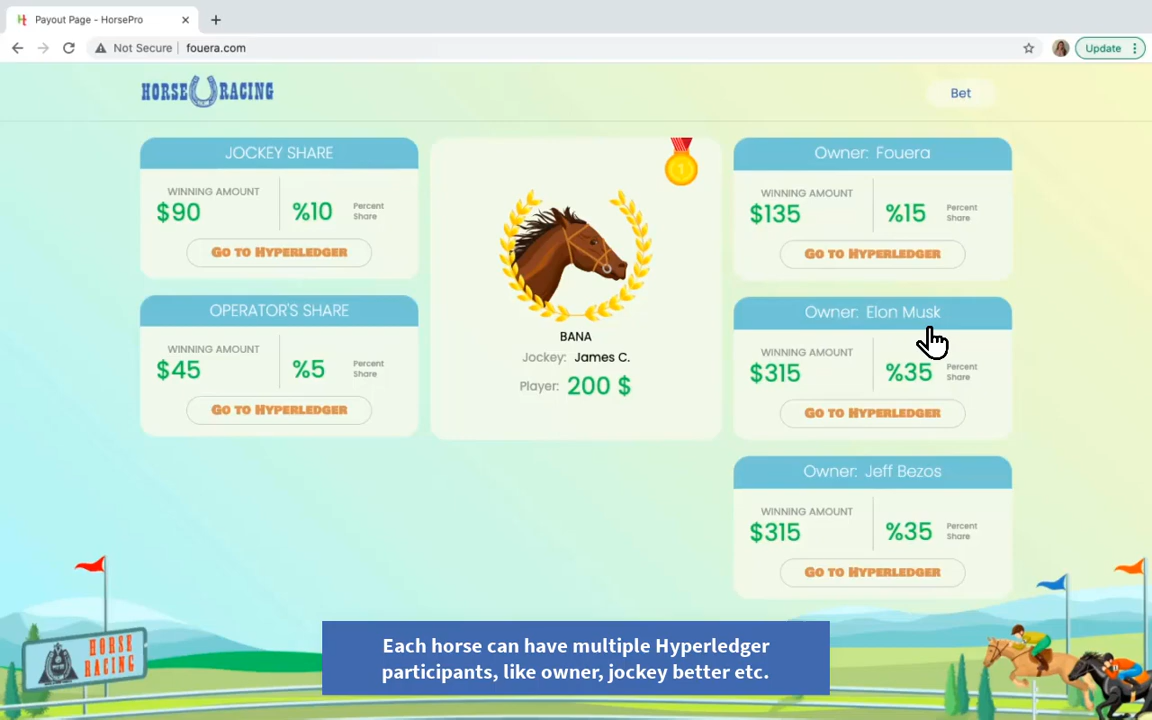 Payout Page - HorsePro
Not Secure
fouera.com
Update
HORSE RACING
Bet
JOCKEY SHARE
WINNING AMOUNT
$90
%10
Percent
Share
GO TO HYPERLEDGER
OPERATOR'S SHARE
WINNING AMOUNT
$45
%5
Percent
Share
GO TO HYPERLEDGER
1
BANA
Jockey: James C.
Player: 200 $
Owner: Fouera
WINNING AMOUNT
$135
%15
Percent
Share
GO TO HYPERLEDGER
Owner: Elon Musk
WINNING AMOUNT
$315
%35
Percent
Share
GO TO HYPERLEDGER
Owner: Jeff Bezos
WINNING AMOUNT
$315
%35
Percent
Share
GO TO HYPERLEDGER
HORSE
RACING
Each horse can have multiple Hyperledger
participants, like owner, jockey better etc.